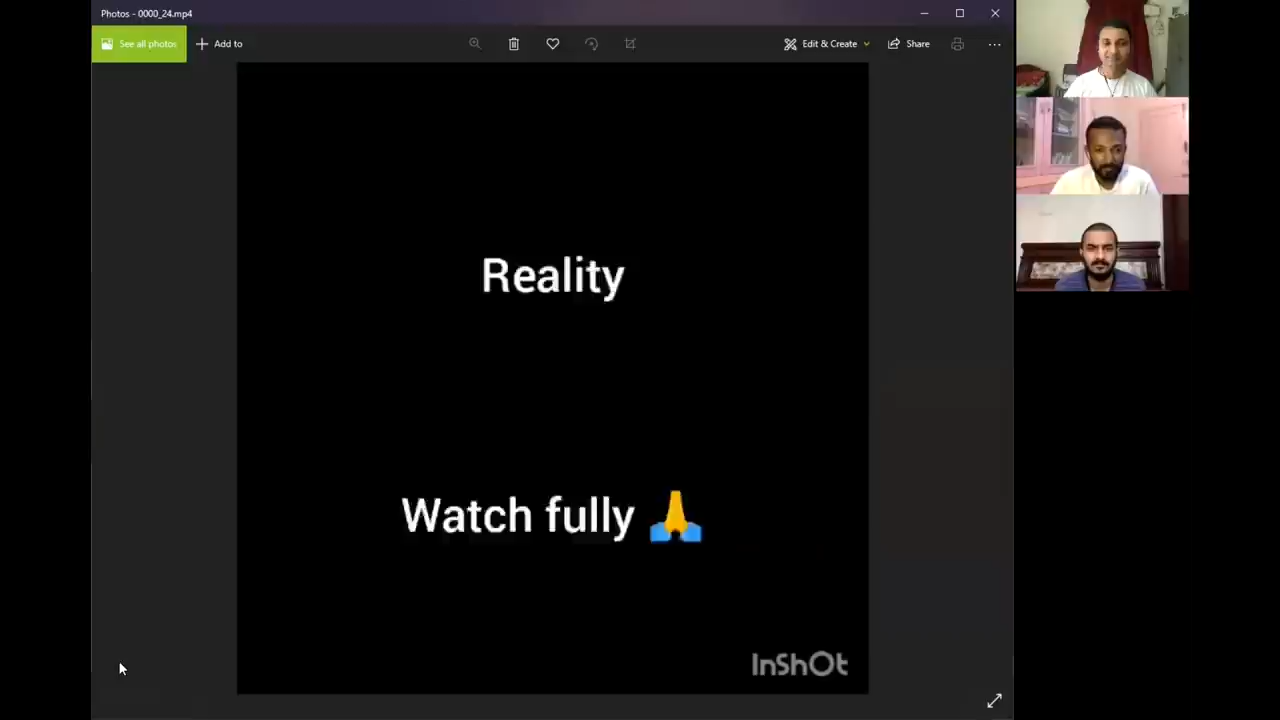 Photos - 0000_24.mp4
See all photos
Add to
Edit & Create
Share
Reality
Watch fully 🙏
InShOt